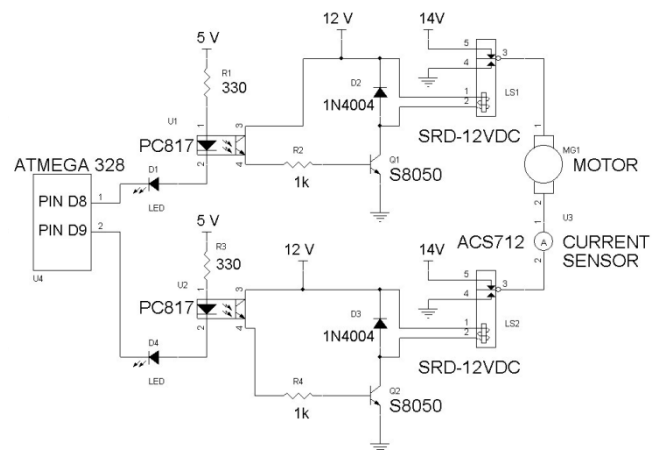 12 V
14V
5 V
5
3
4
R1
330
D2
1N4004
1
2
LS1
SRD-12VDC
U1
1
3
PC817
2
4
R2
1k
Q1
S8050
1
MG1
MOTOR
2
ATMEGA 328
D1
LED
PIN D8
1
PIN D9
2
U4
5 V
R3
330
12 V
14V
1
U3
ACS712
A
CURRENT
SENSOR
2
5
3
4
U2
1
3
PC817
2
4
D3
1N4004
1
2
LS2
SRD-12VDC
D4
LED
R4
1k
Q2
S8050